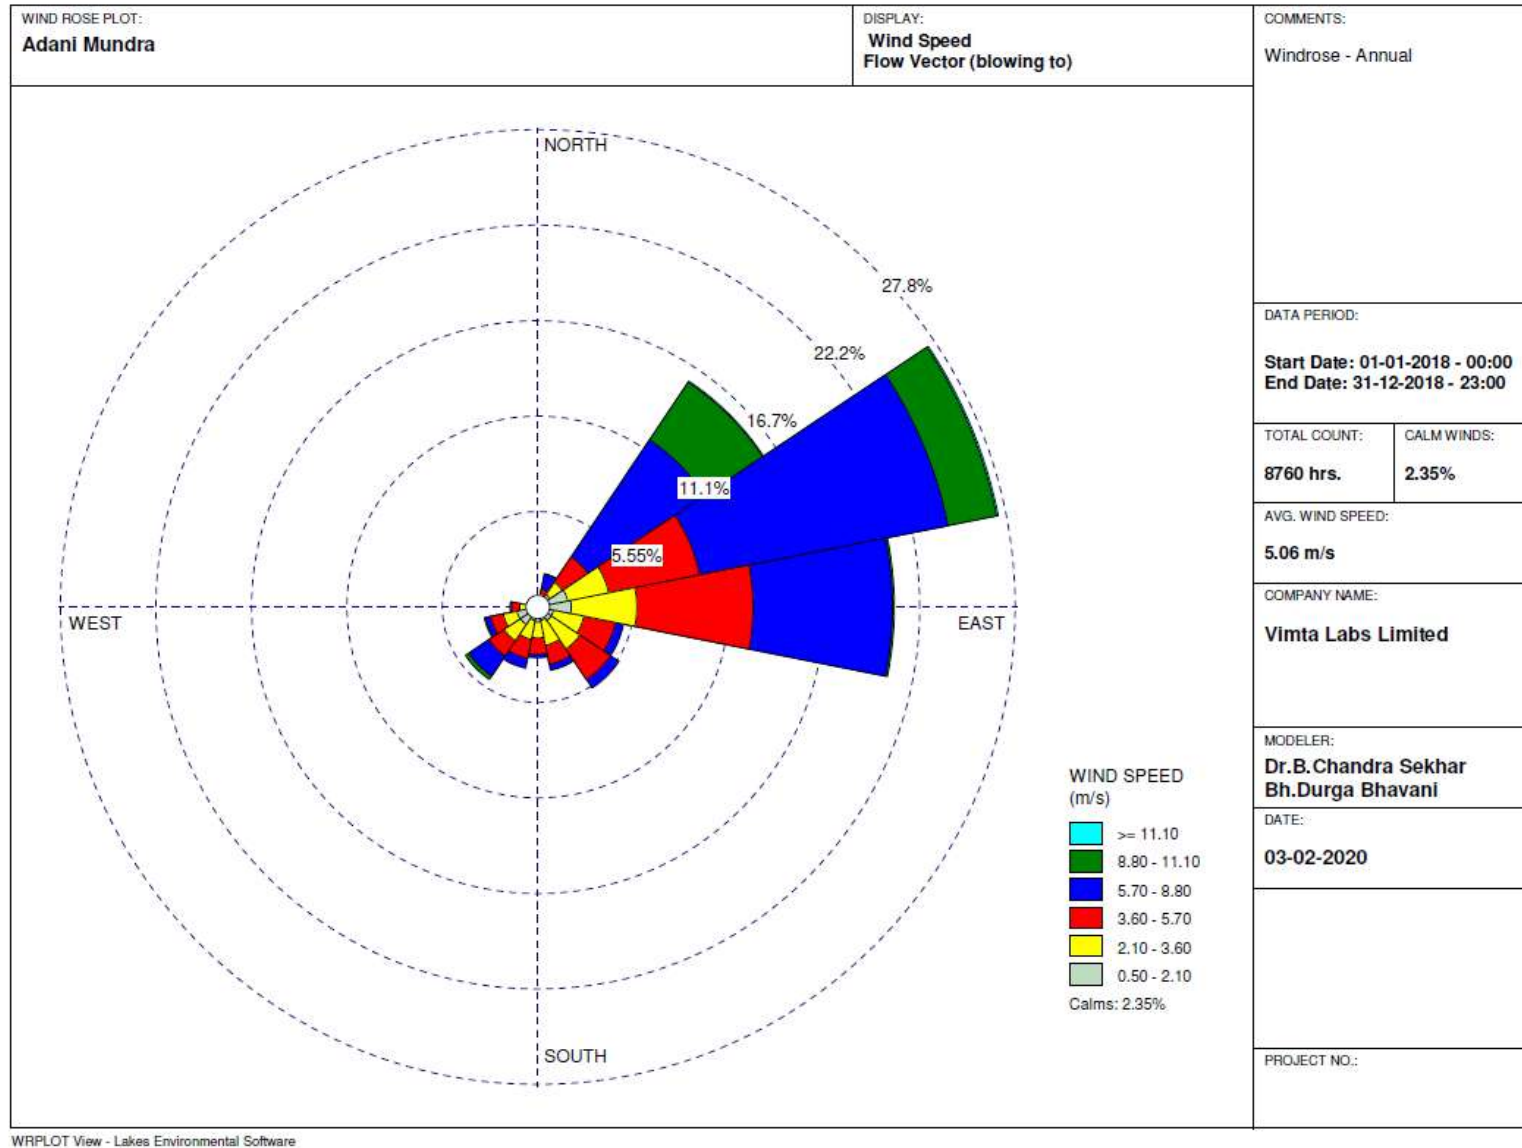 WIND ROSE PLOT:
Adani Mundra
DISPLAY:
Wind Speed
Flow Vector (blowing to)
COMMENTS:
Windrose - Annual
NORTH
27.8%
22.2%
16.7%
11.1%
5.55%
WEST
EAST
SOUTH
WIND SPEED
(m/s)
>= 11.10
8.80 - 11.10
5.70 - 8.80
3.60 - 5.70
2.10 - 3.60
0.50 - 2.10
Calms: 2.35%
DATA PERIOD:
Start Date: 01-01-2018 - 00:00
End Date: 31-12-2018 - 23:00
TOTAL COUNT:
8760 hrs.
CALM WINDS:
2.35%
AVG. WIND SPEED:
5.06 m/s
COMPANY NAME:
Vimta Labs Limited
MODELER:
Dr.B.Chandra Sekhar
Bh.Durga Bhavani
DATE:
03-02-2020
PROJECT NO.:
WRPLOT View - Lakes Environmental Software